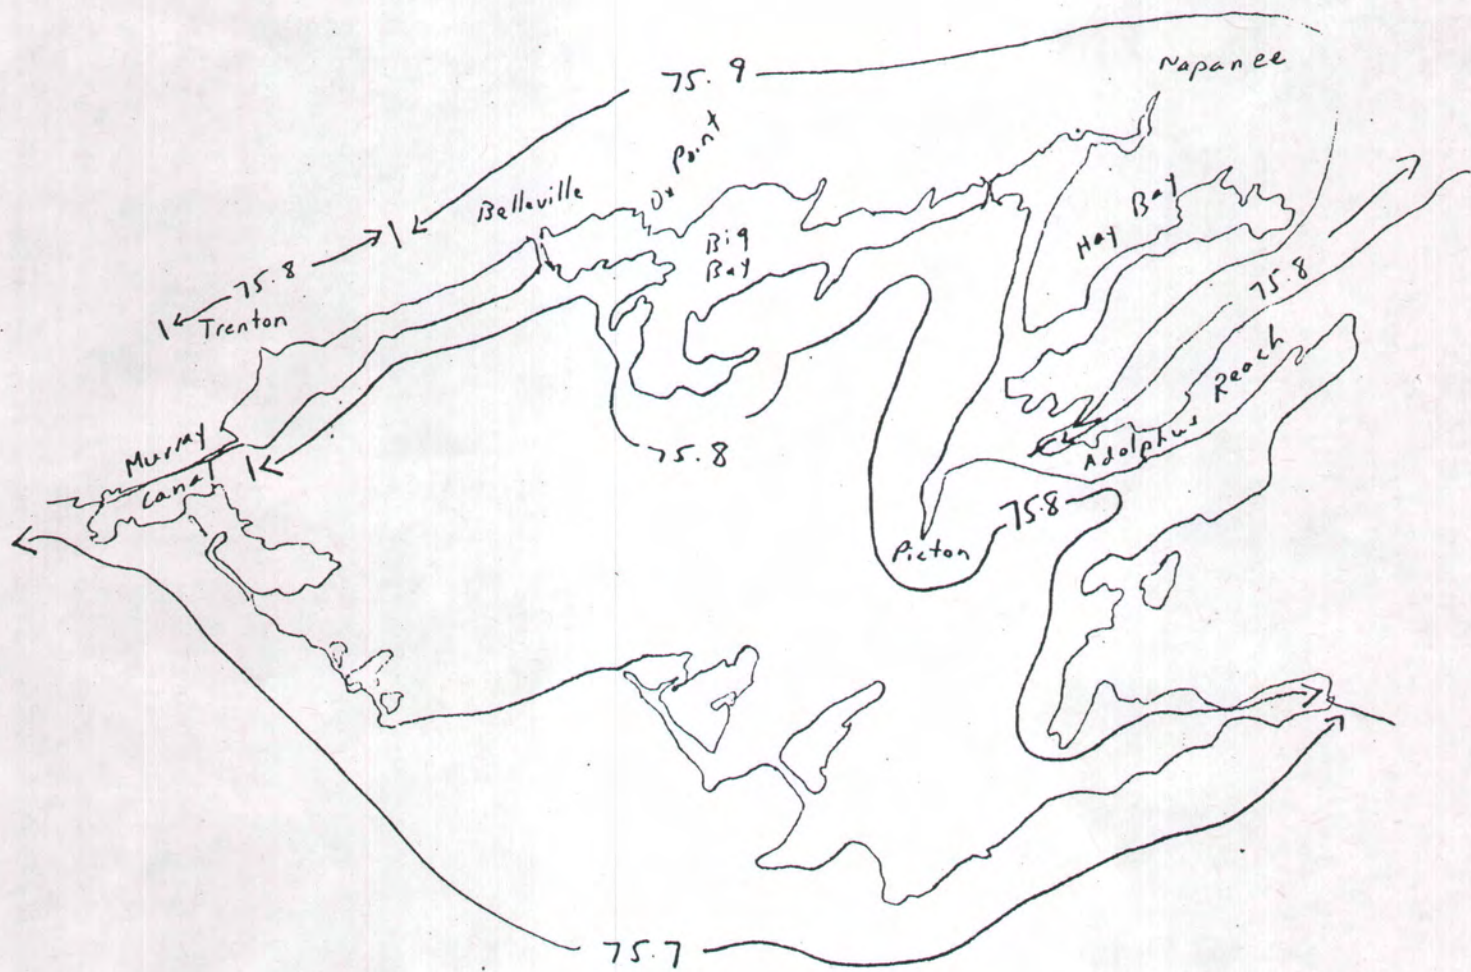 75.9
Napanee
Ox Point
Belleville
Big
Bay
Hay Bay
75.8
Trenton
75.8
Adolphus Reach
Murray
Canal
75.8
75.8
Picton
75.7